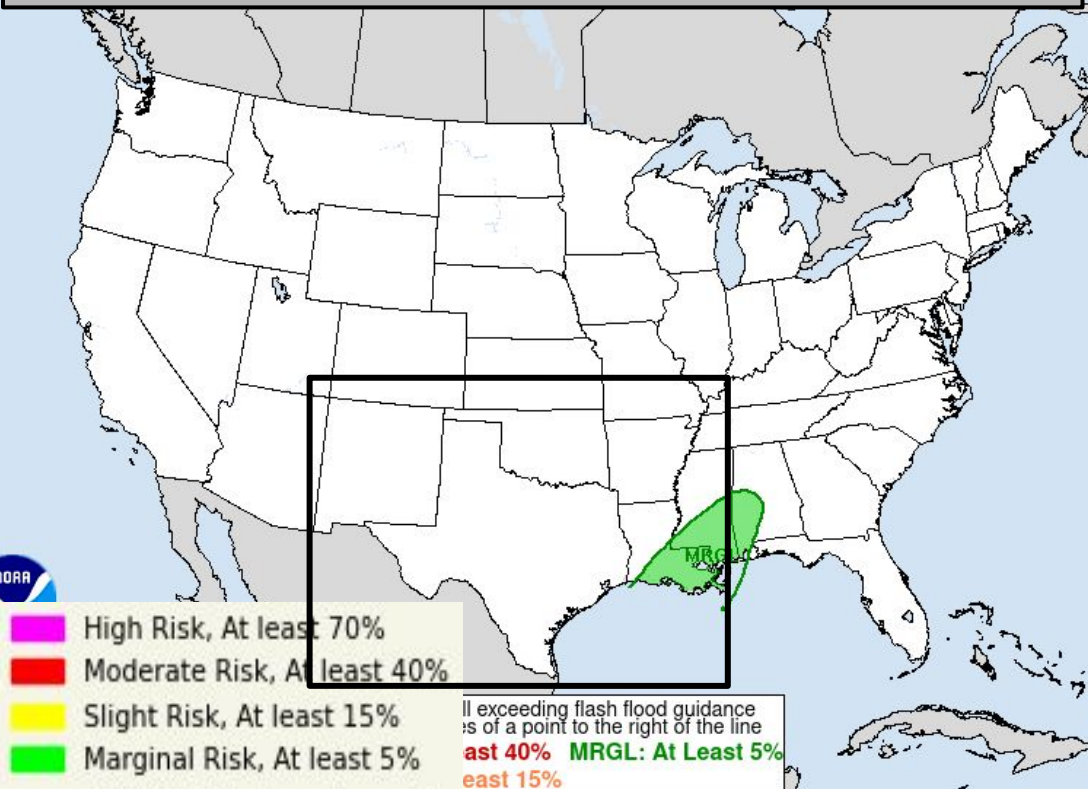 MRGL
NOAA
High Risk, At least 70%
Moderate Risk, At least 40%
Slight Risk, At least 15%
Marginal Risk, At least 5%
ll exceeding flash flood guidance
es of a point to the right of the line
east 40% MRGL: At Least 5%
east 15%